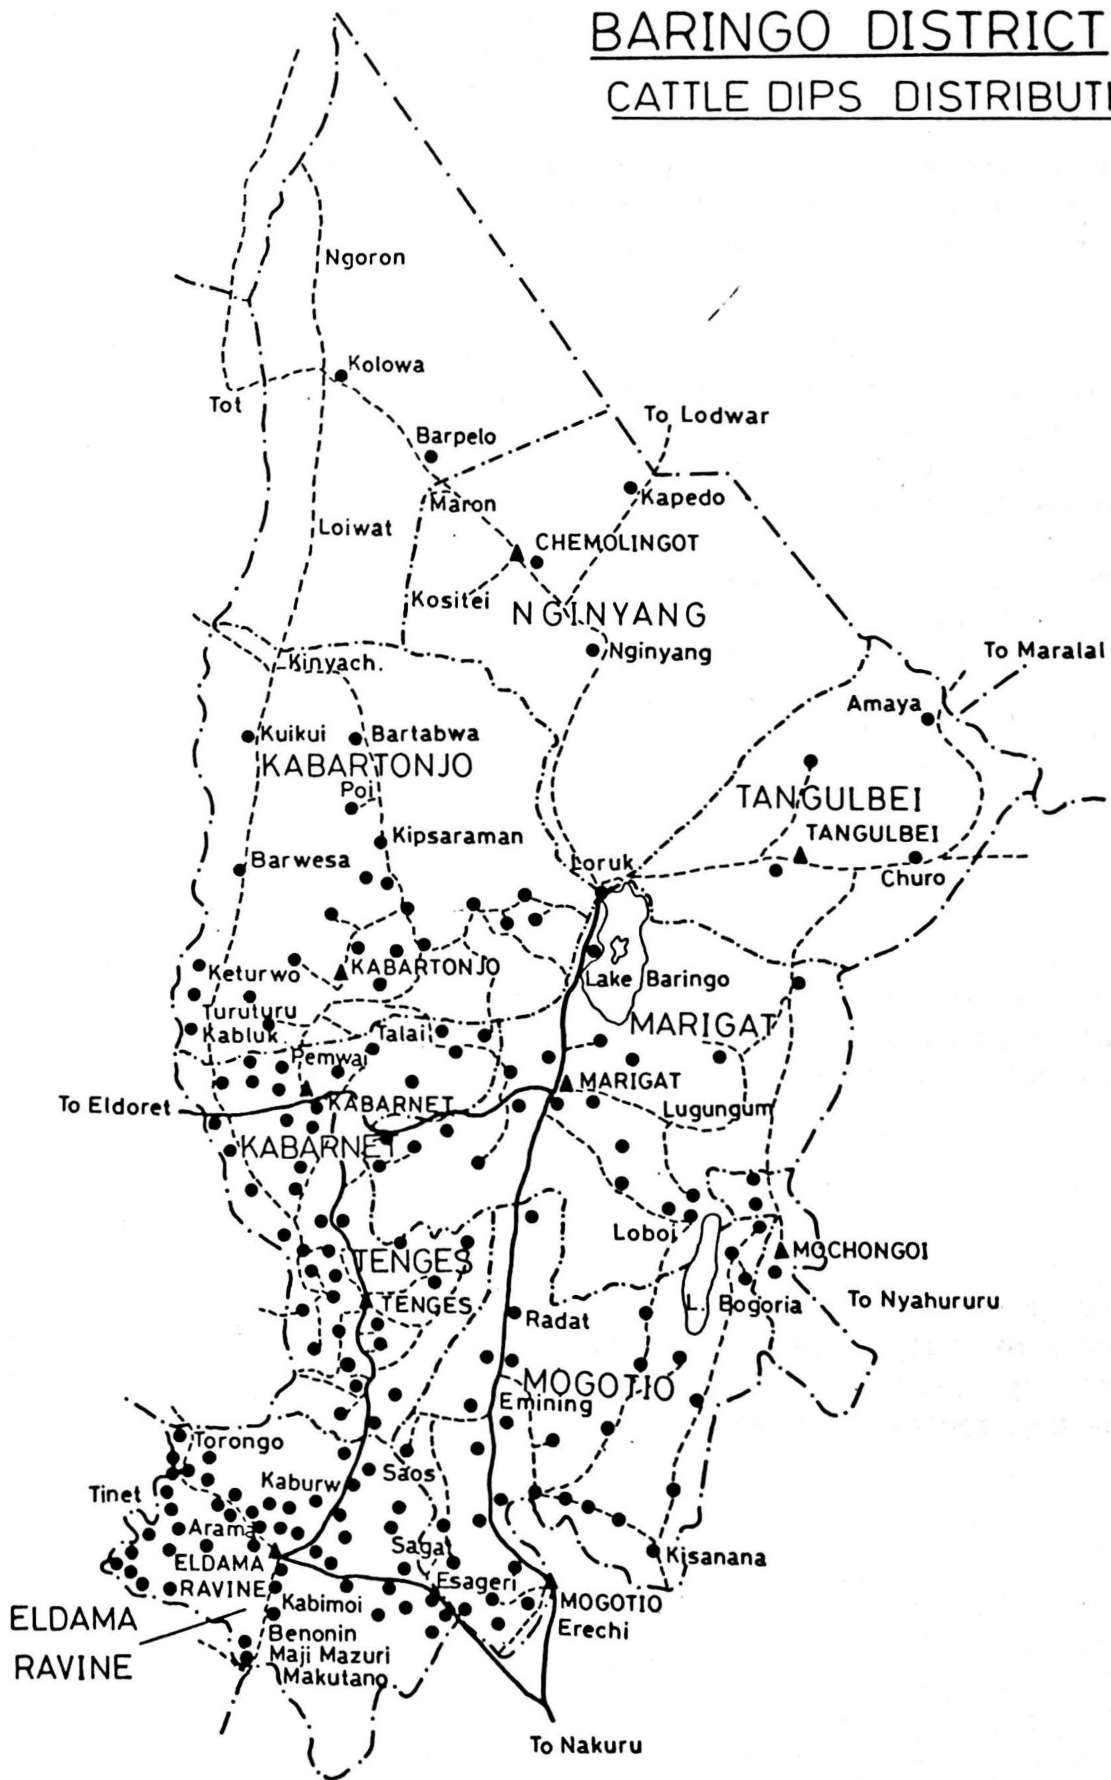 BARINGO DISTRICT
CATTLE DIPS DISTRIBUTI
Ngoron
Kolowa
Tot
To Lodwar
Barpelo
Maron
Kapedo
Loiwat
CHEMOLINGOT
Kositei
NGINYANG
Nginyang
To Maralal
Kinyach.
Amaya
Kuikui
Bartabwa
KABARTONJO
Poi
TANGULBEI
TANGULBEI
Kipsaraman
Barwesa
Loruk
Churo
Keturwo
KABARTONJO
Lake Baringo
Turuturu
Kabluk
Talai
MARIGAT
Pemwai
MARIGAT
To Eldoret
KABARNET
Lugungum
KABARNET
Loboi
MOCHONGOI
TENGES
TENGES
L. Bogoria
To Nyahururu
Radat
MOGOTIO
Emining
Torongo
Tinet
Kaburw
Saos
Arama
Saga
Kisanana
ELDAMA
RAVINE
Esageri
MOGOTIO
Kabimoi
Erechi
ELDAMA
RAVINE
Benonin
Maji Mazuri
Makutano
To Nakuru